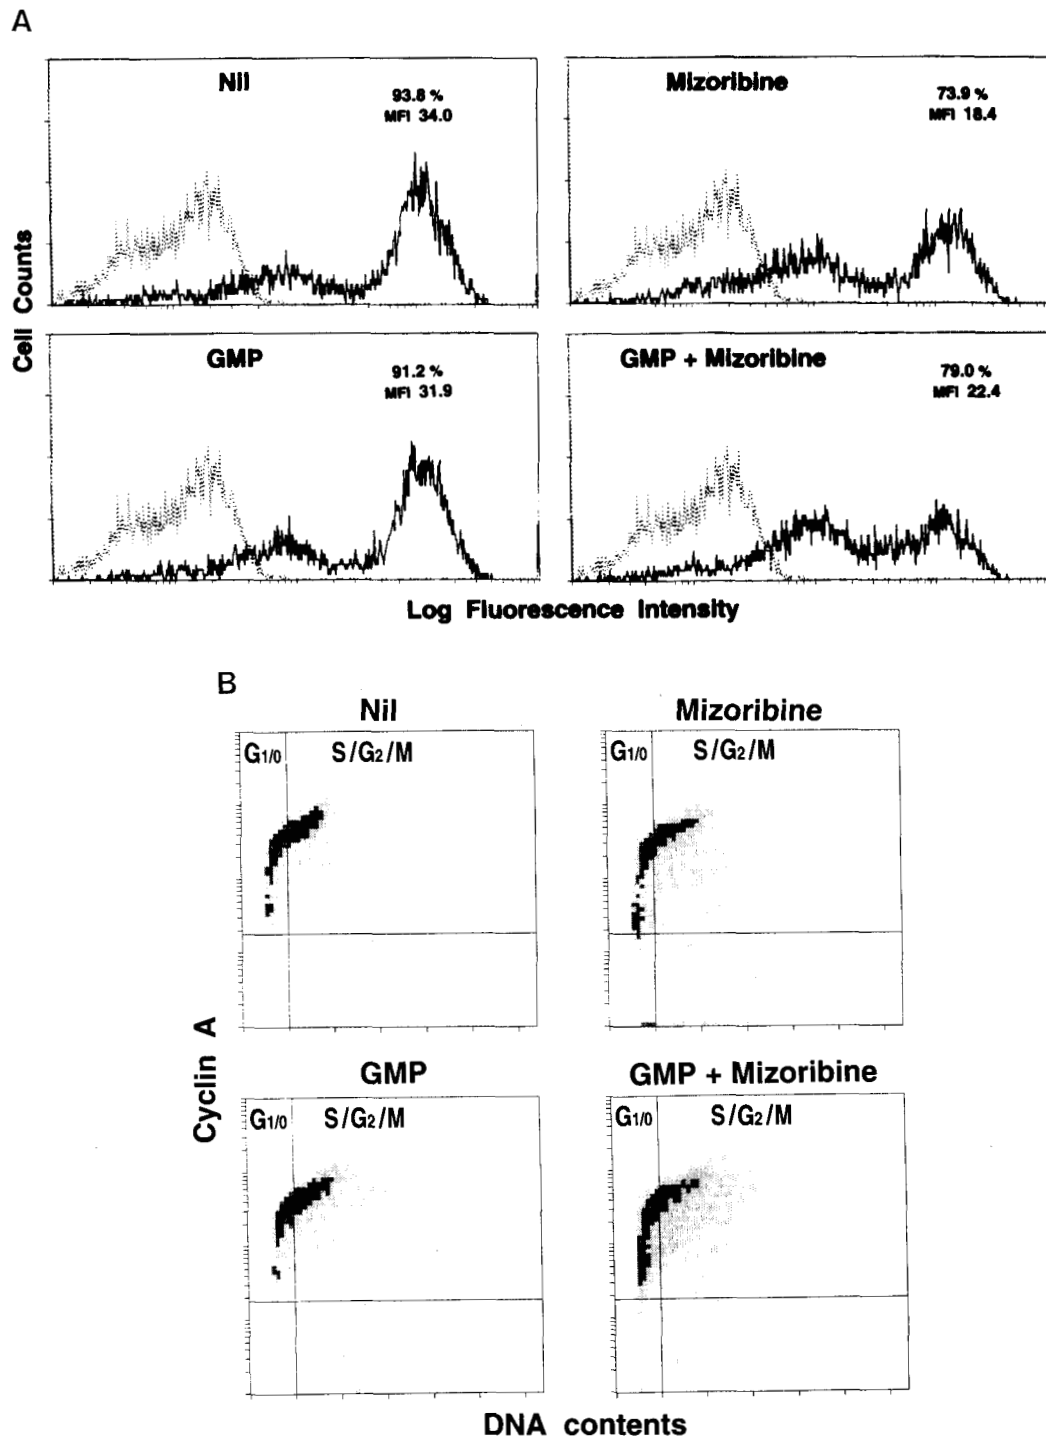 A
Nil
93.8 %
MFI 34.0
Mizoribine
73.9 %
MFI 18.4
GMP
91.2 %
MFI 31.9
GMP + Mizoribine
79.0 %
MFI 22.4
Cell Counts
Log Fluorescence Intensity
B
Nil
G1/0 S/G2/M
Mizoribine
G1/0 S/G2/M
GMP
G1/0 S/G2/M
GMP + Mizoribine
G1/0 S/G2/M
Cyclin A
DNA contents